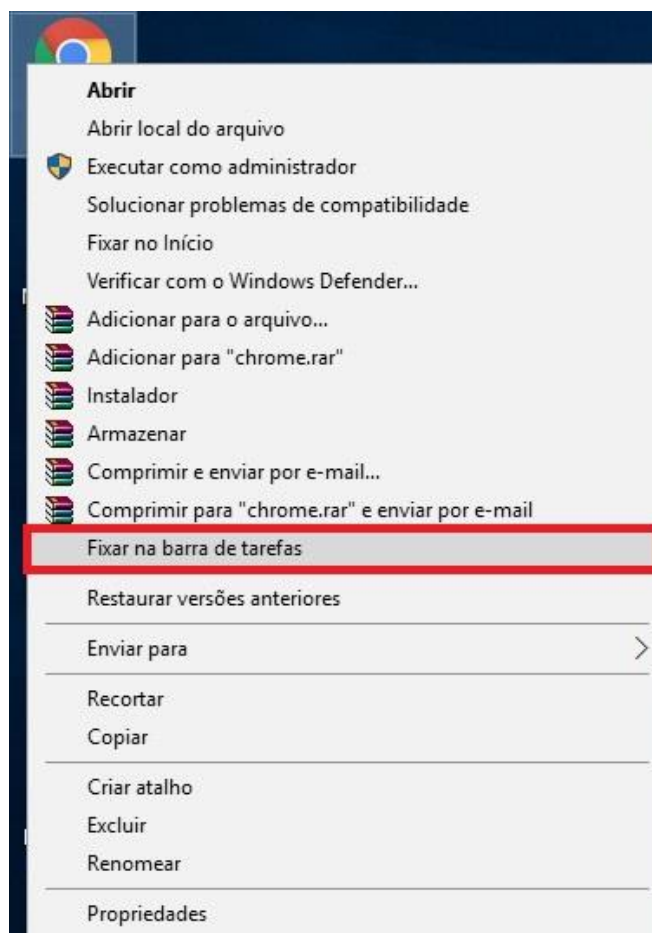 Abrir
Abrir local do arquivo
Executar como administrador
Solucionar problemas de compatibilidade
Fixar no Início
Verificar com o Windows Defender...
Adicionar para o arquivo...
Adicionar para "chrome.rar"
Instalador
Armazenar
Comprimir e enviar por e-mail...
Comprimir para "chrome.rar" e enviar por e-mail
Fixar na barra de tarefas
Restaurar versões anteriores
Enviar para
Recortar
Copiar
Criar atalho
Excluir
Renomear
Propriedades